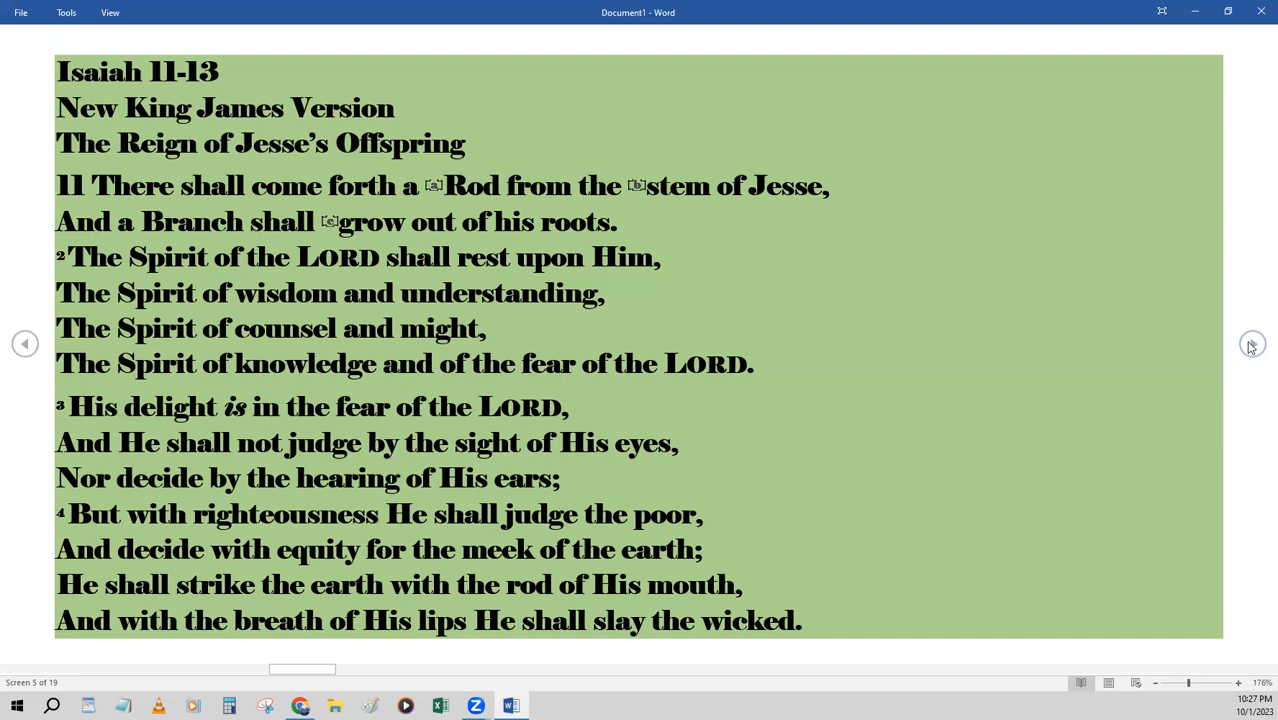 File Tools View Document1 - Word
Isaiah 11-13
New King James Version
The Reign of Jesse’s Offspring
11 There shall come forth a [a]Rod from the [b]stem of Jesse,
And a Branch shall [c]grow out of his roots.
2 The Spirit of the LORD shall rest upon Him,
The Spirit of wisdom and understanding,
The Spirit of counsel and might,
The Spirit of knowledge and of the fear of the LORD.
3 His delight is in the fear of the LORD,
And He shall not judge by the sight of His eyes,
Nor decide by the hearing of His ears;
4 But with righteousness He shall judge the poor,
And decide with equity for the meek of the earth;
He shall strike the earth with the rod of His mouth,
And with the breath of His lips He shall slay the wicked.
Screen 5 of 19 176%
10:27 PM
10/1/2023